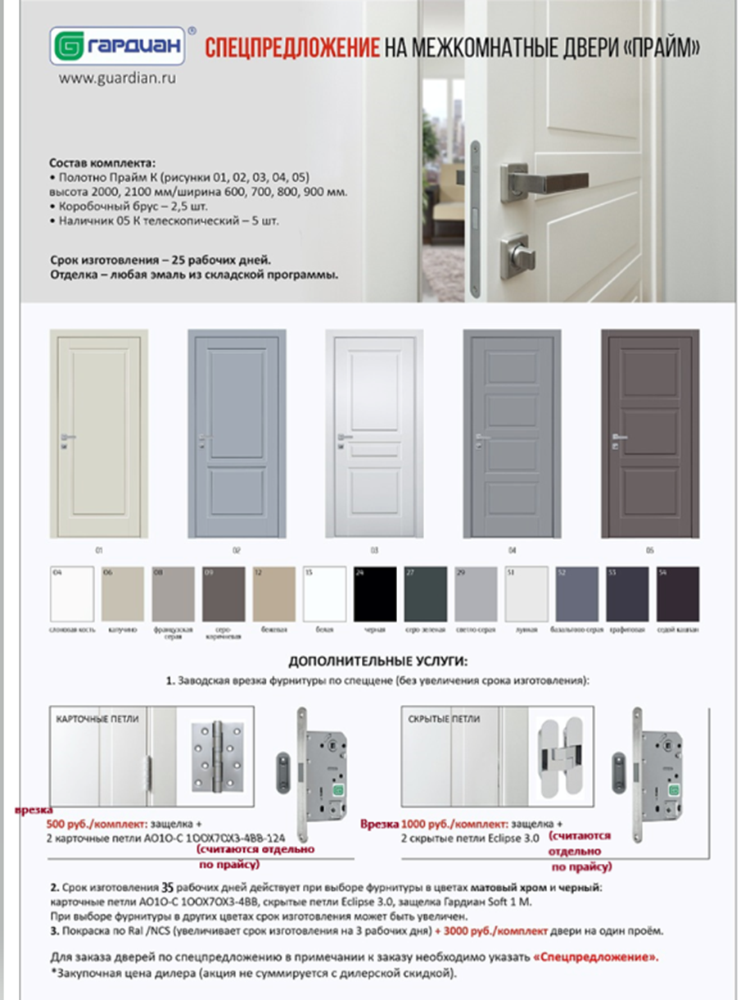 Гардиан®
СПЕЦПРЕДЛОЖЕНИЕ НА МЕЖКОМНАТНЫЕ ДВЕРИ «ПРАЙМ»
www.guardian.ru
Состав комплекта:
• Полотно Прайм К (рисунки 01, 02, 03, 04, 05)
высота 2000, 2100 мм/ширина 600, 700, 800, 900 мм.
• Коробочный брус – 2,5 шт.
• Наличник 05 К телескопический – 5 шт.
Срок изготовления – 25 рабочих дней.
Отделка – любая эмаль из складской программы.
01 02 03 04 05
04 06 08 09 12 13 24 27 29 51 52 53 54
слоновая кость капучино французская серая серо-коричневая бежевая белая черная серо-зеленая светло-серая лунная базальтово-серая графитовая седой каштан
ДОПОЛНИТЕЛЬНЫЕ УСЛУГИ:
1. Заводская врезка фурнитуры по спеццене (без увеличения срока изготовления):
КАРТОЧНЫЕ ПЕТЛИ
СКРЫТЫЕ ПЕТЛИ
врезка
500 руб./комплект: защелка +
2 карточные петли AO1O-C 1OOX7OX3-4BB-124
(считаются отдельно
по прайсу)
Врезка 1000 руб./комплект: защелка +
2 скрытые петли Eclipse 3.0 (считаются
отдельно
по прайсу)
2. Срок изготовления 35 рабочих дней действует при выборе фурнитуры в цветах матовый хром и черный:
карточные петли AO1O-C 1OOX7OX3-4BB, скрытые петли Eclipse 3.0, защелка Гардиан Soft 1 M.
При выборе фурнитуры в других цветах срок изготовления может быть увеличен.
3. Покраска по Ral /NCS (увеличивает срок изготовления на 3 рабочих дня) + 3000 руб./комплект двери на один проём.
Для заказа дверей по спецпредложению в примечании к заказу необходимо указать «Спецпредложение».
*Закупочная цена дилера (акция не суммируется с дилерской скидкой).